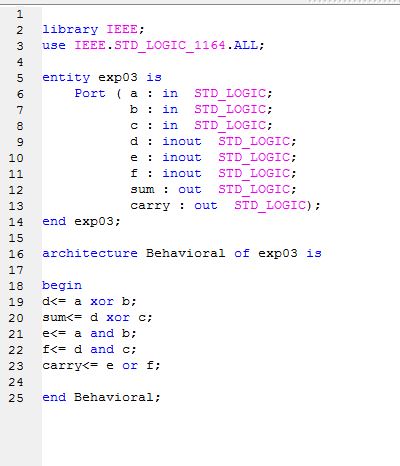 1
2 library IEEE;
3 use IEEE.STD_LOGIC_1164.ALL;
4
5 entity exp03 is
6     Port ( a : in  STD_LOGIC;
7            b : in  STD_LOGIC;
8            c : in  STD_LOGIC;
9            d : inout  STD_LOGIC;
10            e : inout  STD_LOGIC;
11            f : inout  STD_LOGIC;
12            sum : out  STD_LOGIC;
13            carry : out  STD_LOGIC);
14 end exp03;
15
16 architecture Behavioral of exp03 is
17
18 begin
19 d<= a xor b;
20 sum<= d xor c;
21 e<= a and b;
22 f<= d and c;
23 carry<= e or f;
24
25 end Behavioral;